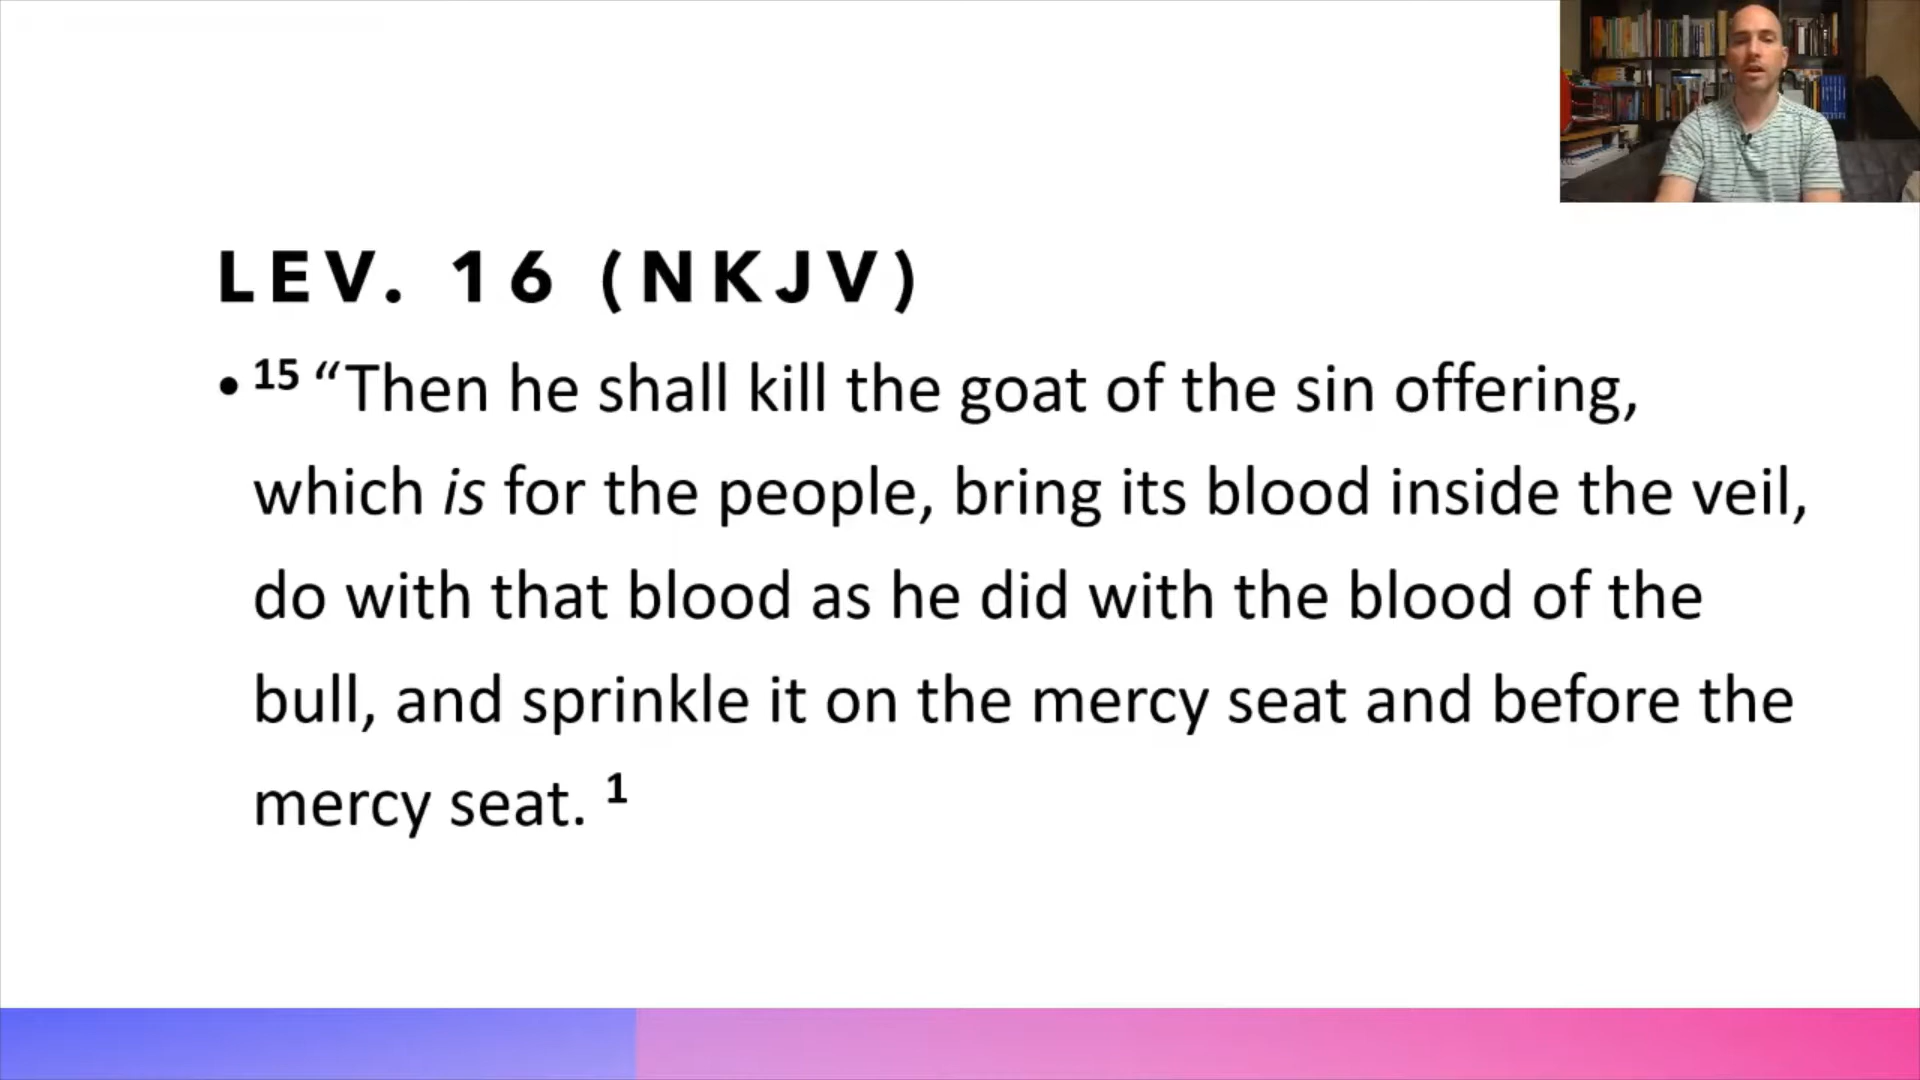 LEV. 16 (NKJV)
• 15 “Then he shall kill the goat of the sin offering,
which is for the people, bring its blood inside the veil,
do with that blood as he did with the blood of the
bull, and sprinkle it on the mercy seat and before the
mercy seat. 1